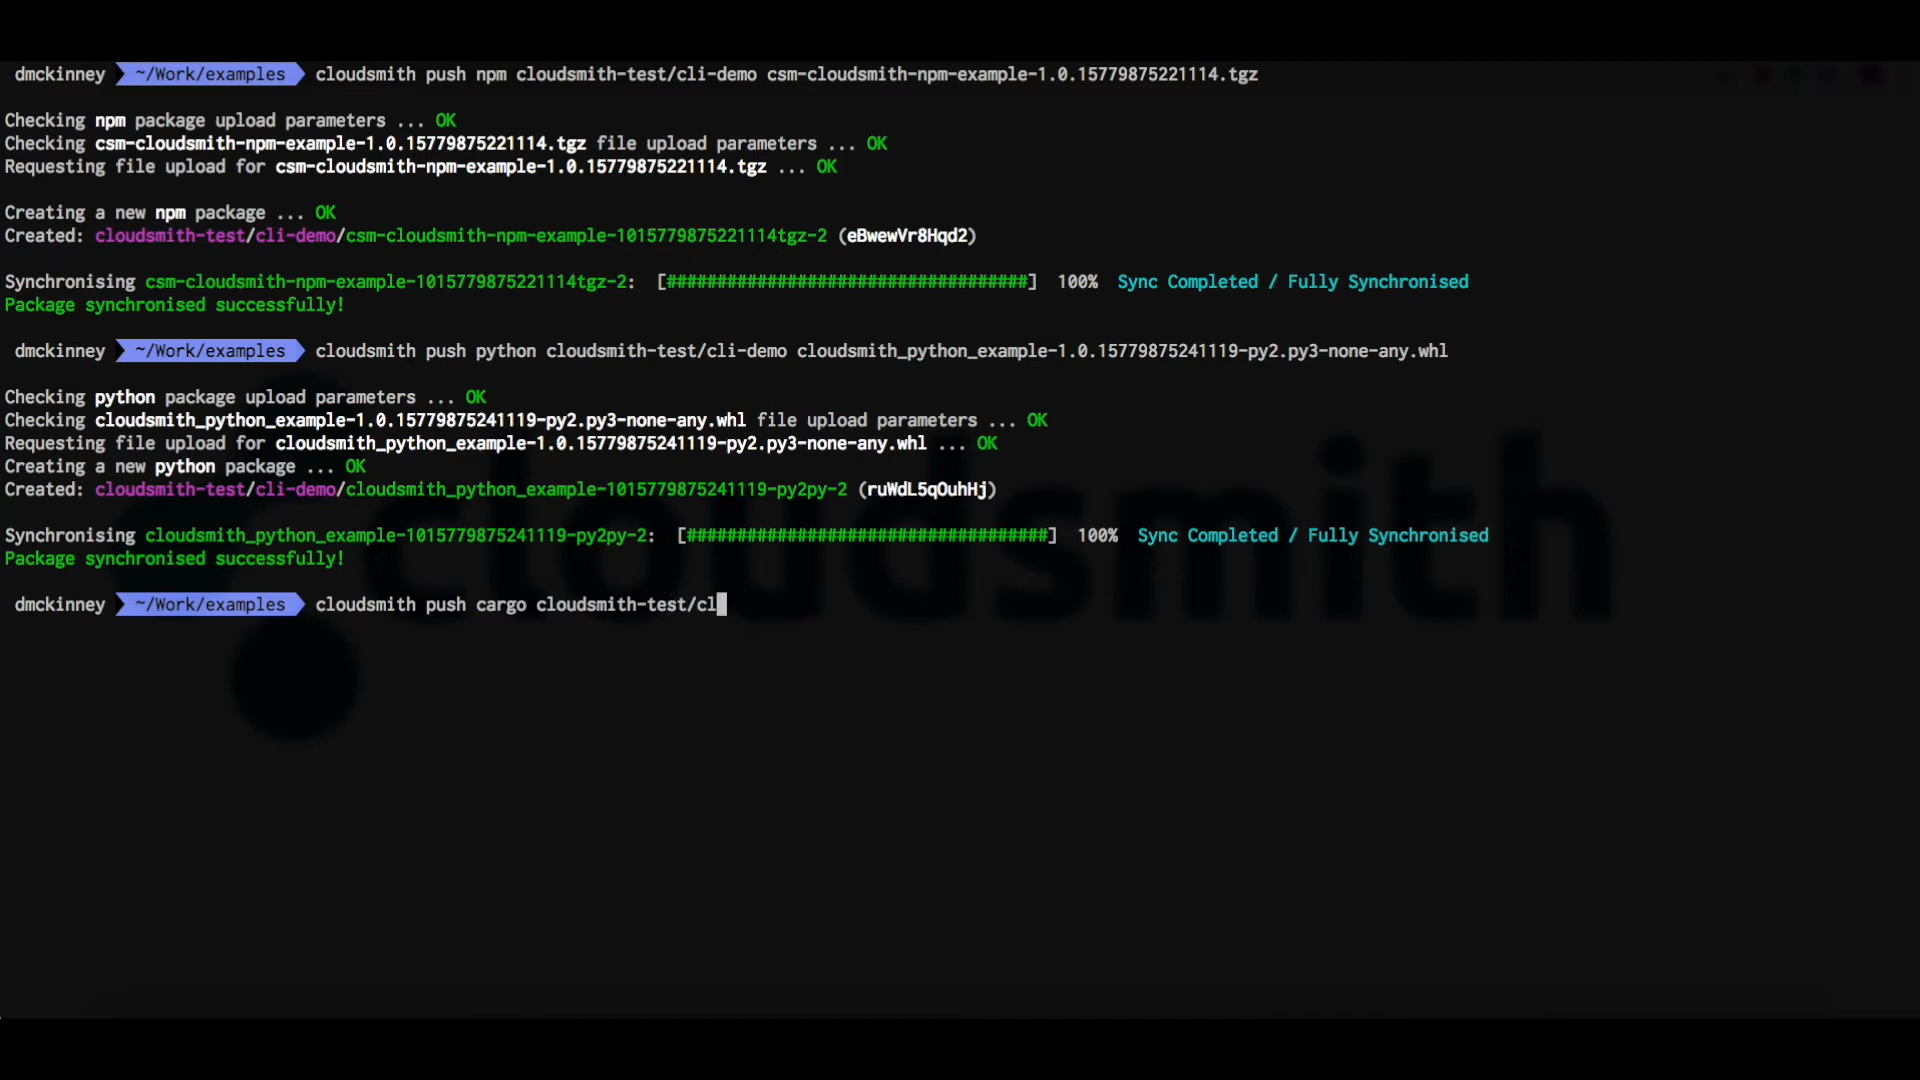 dmckinney ~/Work/examples cloudsmith push npm cloudsmith-test/cli-demo csm-cloudsmith-npm-example-1.0.15779875221114.tgz
Checking npm package upload parameters ... OK
Checking csm-cloudsmith-npm-example-1.0.15779875221114.tgz file upload parameters ... OK
Requesting file upload for csm-cloudsmith-npm-example-1.0.15779875221114.tgz ... OK
Creating a new npm package ... OK
Created: cloudsmith-test/cli-demo/csm-cloudsmith-npm-example-1015779875221114tgz-2 (eBwewVr8Hqd2)
Synchronising csm-cloudsmith-npm-example-1015779875221114tgz-2: [####################################] 100% Sync Completed / Fully Synchronised
Package synchronised successfully!
dmckinney ~/Work/examples cloudsmith push python cloudsmith-test/cli-demo cloudsmith_python_example-1.0.15779875241119-py2.py3-none-any.whl
Checking python package upload parameters ... OK
Checking cloudsmith_python_example-1.0.15779875241119-py2.py3-none-any.whl file upload parameters ... OK
Requesting file upload for cloudsmith_python_example-1.0.15779875241119-py2.py3-none-any.whl ... OK
Creating a new python package ... OK
Created: cloudsmith-test/cli-demo/cloudsmith_python_example-1015779875241119-py2py-2 (ruWdL5qOuhHj)
Synchronising cloudsmith_python_example-1015779875241119-py2py-2: [####################################] 100% Sync Completed / Fully Synchronised
Package synchronised successfully!
dmckinney ~/Work/examples cloudsmith push cargo cloudsmith-test/cl
cloudsmith